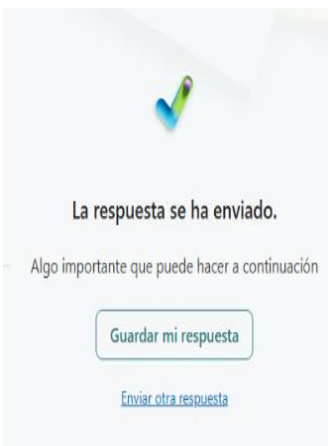 La respuesta se ha enviado.
Algo importante que puede hacer a continuación
Guardar mi respuesta
Enviar otra respuesta